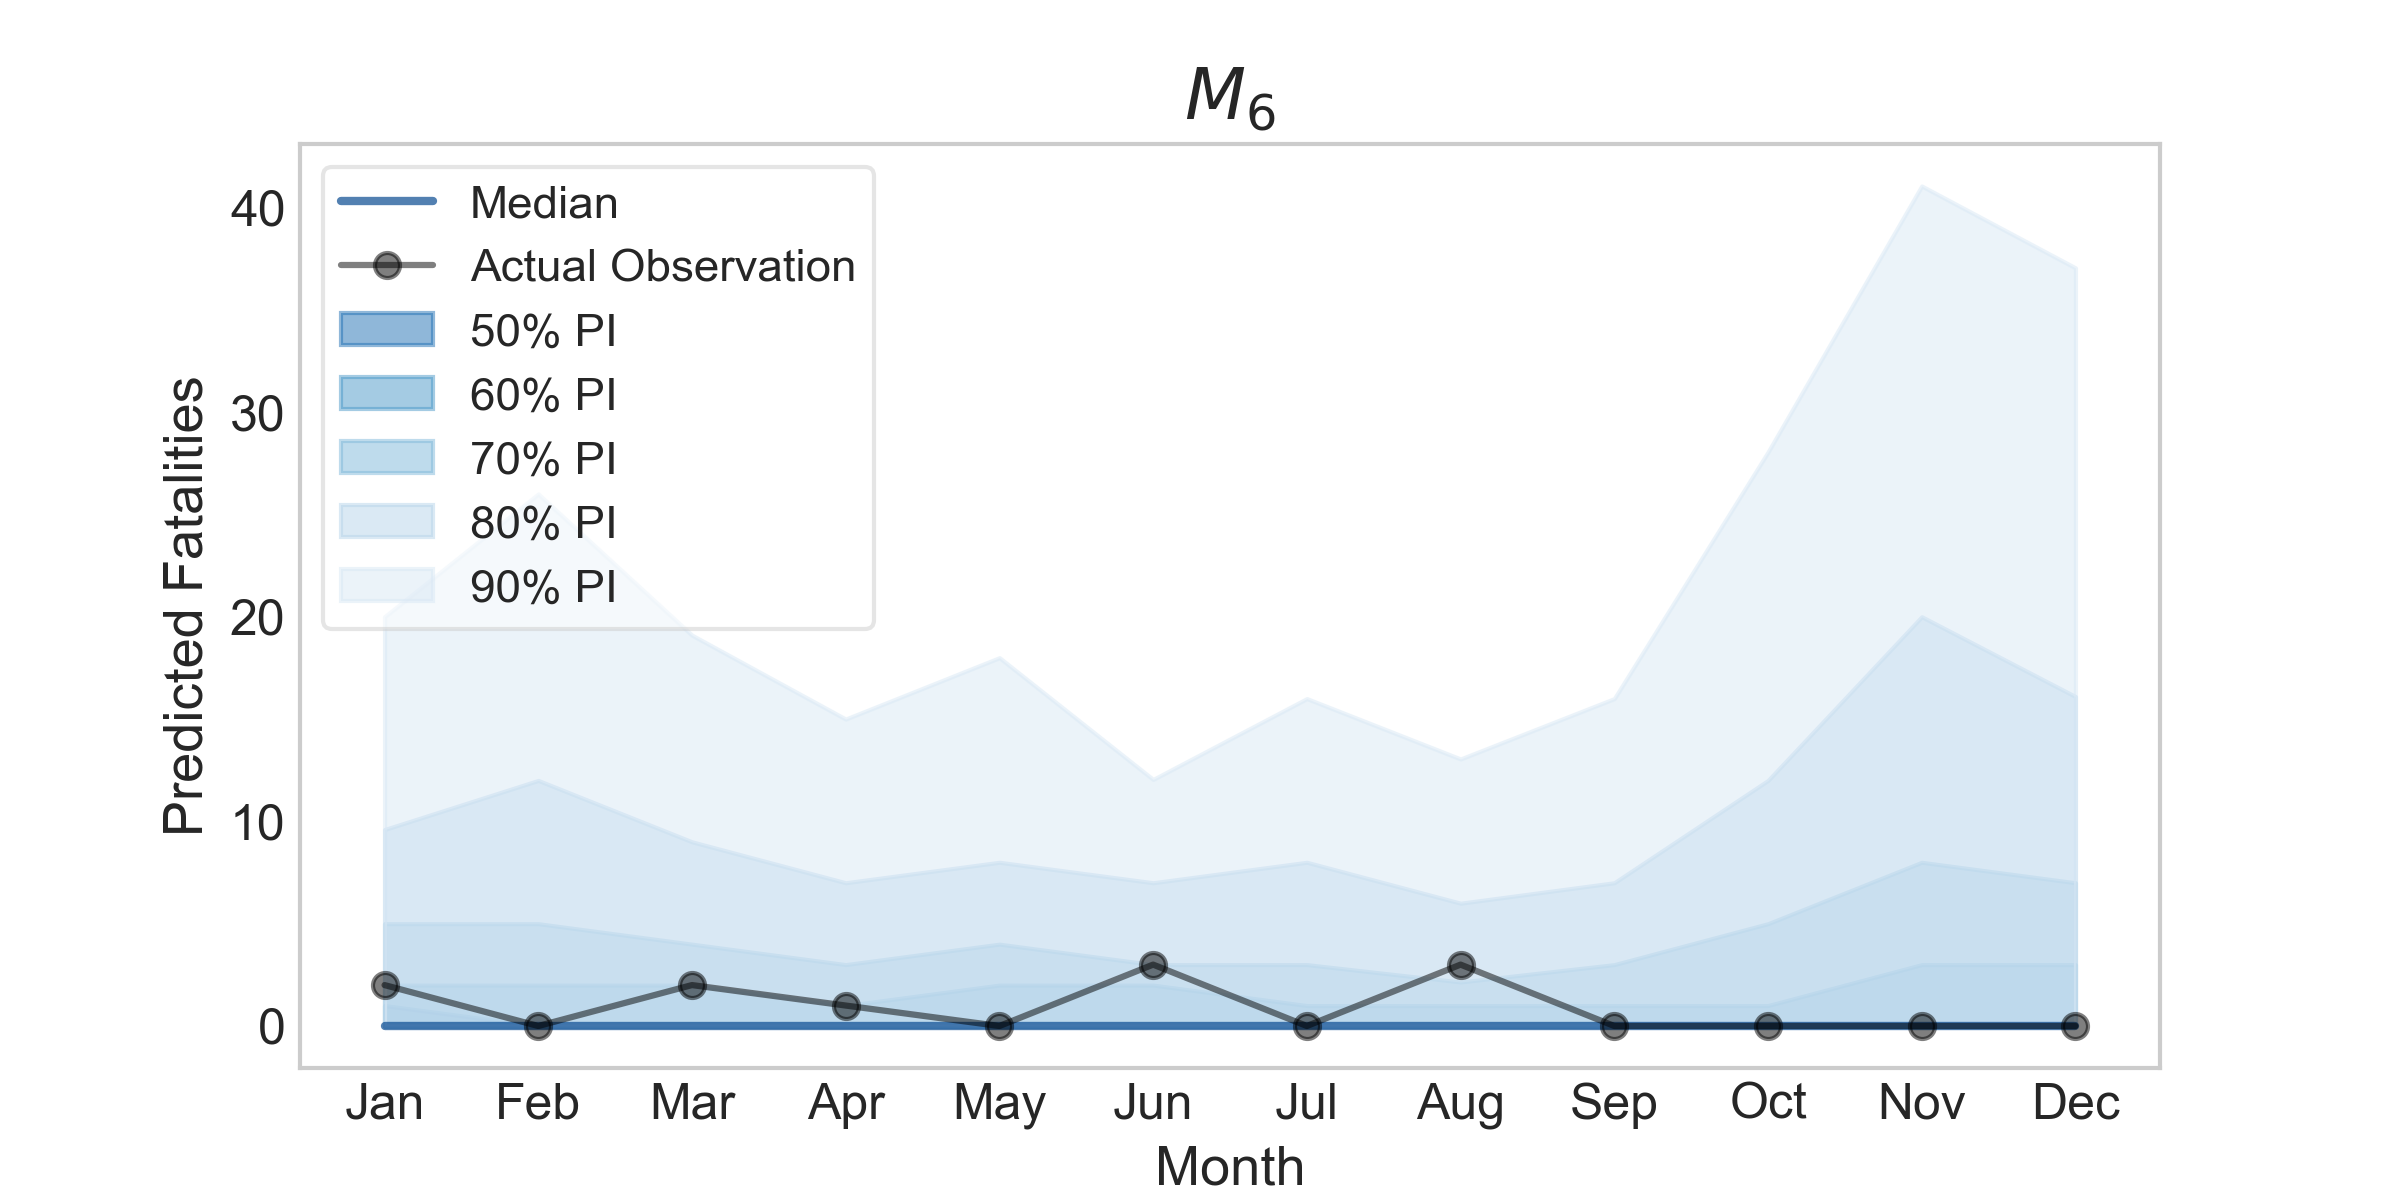 M6
Median
Actual Observation
50% PI
60% PI
70% PI
80% PI
90% PI
40
30
20
10
0
Predicted Fatalities
Jan Feb Mar Apr May Jun Jul Aug Sep Oct Nov Dec
Month